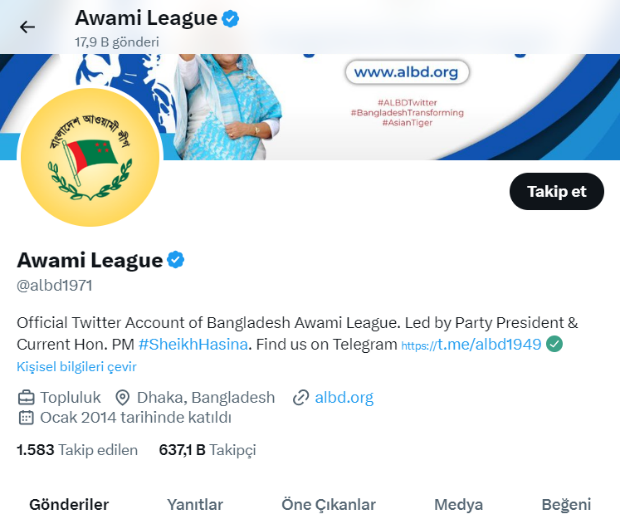 Awami League
17,9 B gönderi
www.albd.org
#ALBDTwitter
#BangladeshTransforming
#AsianTiger
বাংলাদেশ আওয়ামী লীগ
Takip et
Awami League
@albd1971
Official Twitter Account of Bangladesh Awami League. Led by Party President &
Current Hon. PM #SheikhHasina. Find us on Telegram https://t.me/albd1949
Kişisel bilgileri çevir
Topluluk Dhaka, Bangladesh albd.org
Ocak 2014 tarihinde katıldı
1.583 Takip edilen 637,1 B Takipçi
Gönderiler Yanıtlar Öne Çıkanlar Medya Beğeni